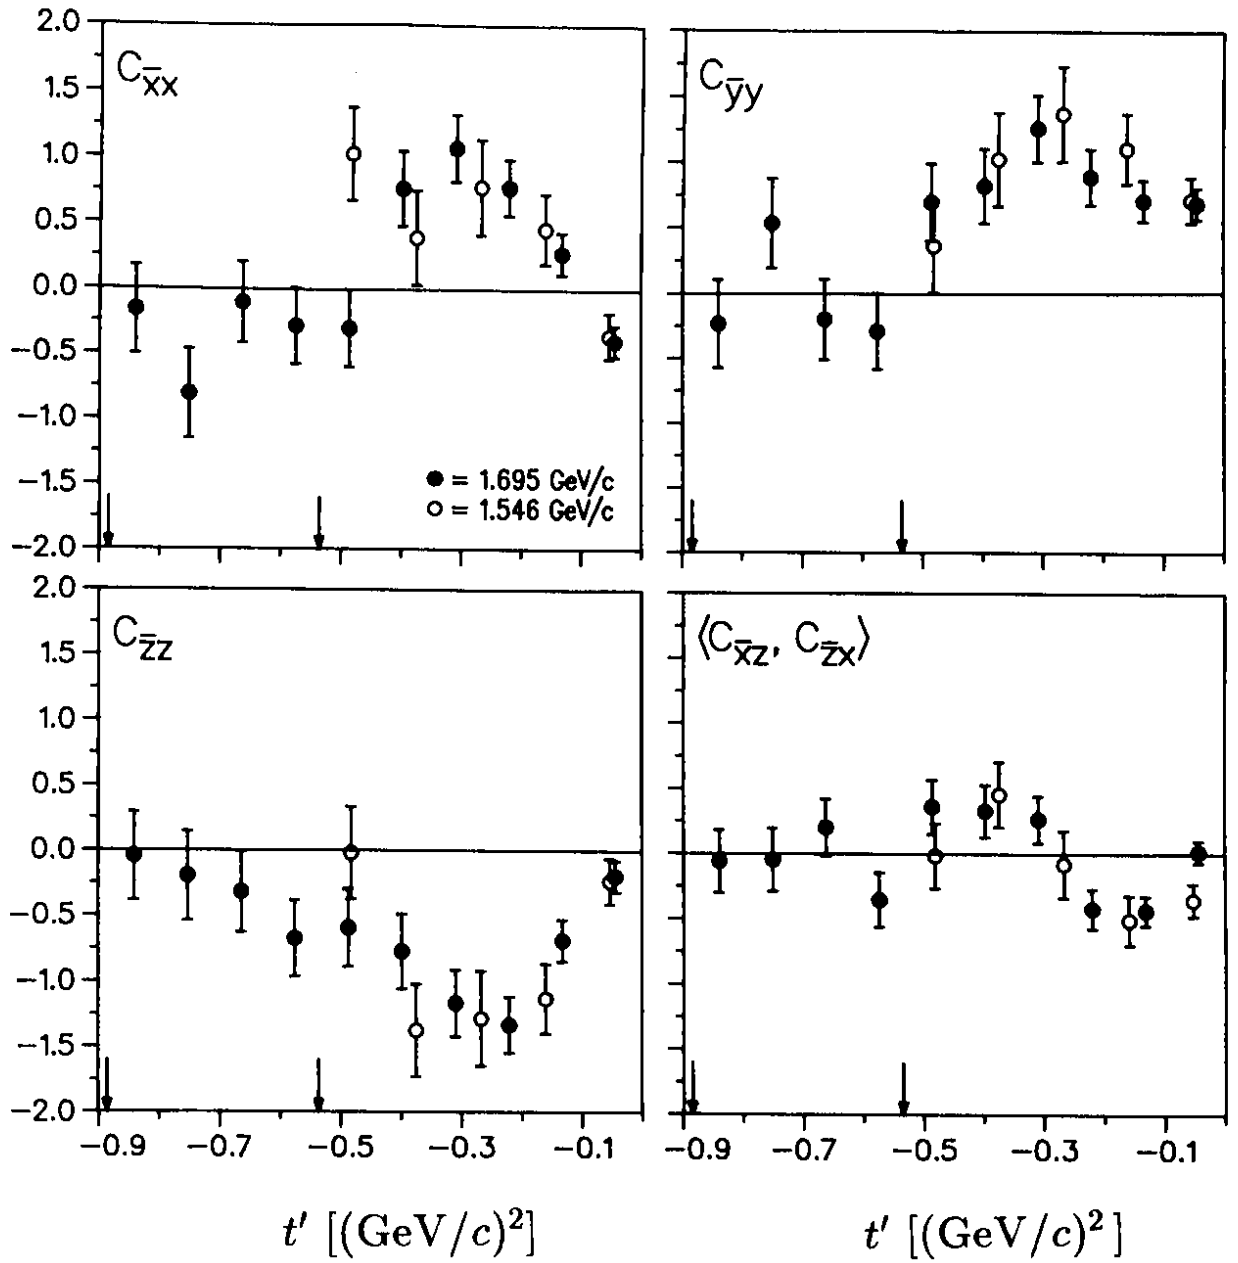 2.0
1.5
1.0
0.5
0.0
−0.5
−1.0
−1.5
−2.0
C_x̄x
● = 1.695 GeV/c
○ = 1.546 GeV/c
C_ȳy
2.0
1.5
1.0
0.5
0.0
−0.5
−1.0
−1.5
−2.0
C_z̄z
⟨C_x̄z, C_z̄x⟩
−0.9 −0.7 −0.5 −0.3 −0.1
−0.9 −0.7 −0.5 −0.3 −0.1
t′ [(GeV/c)²]
t′ [(GeV/c)²]